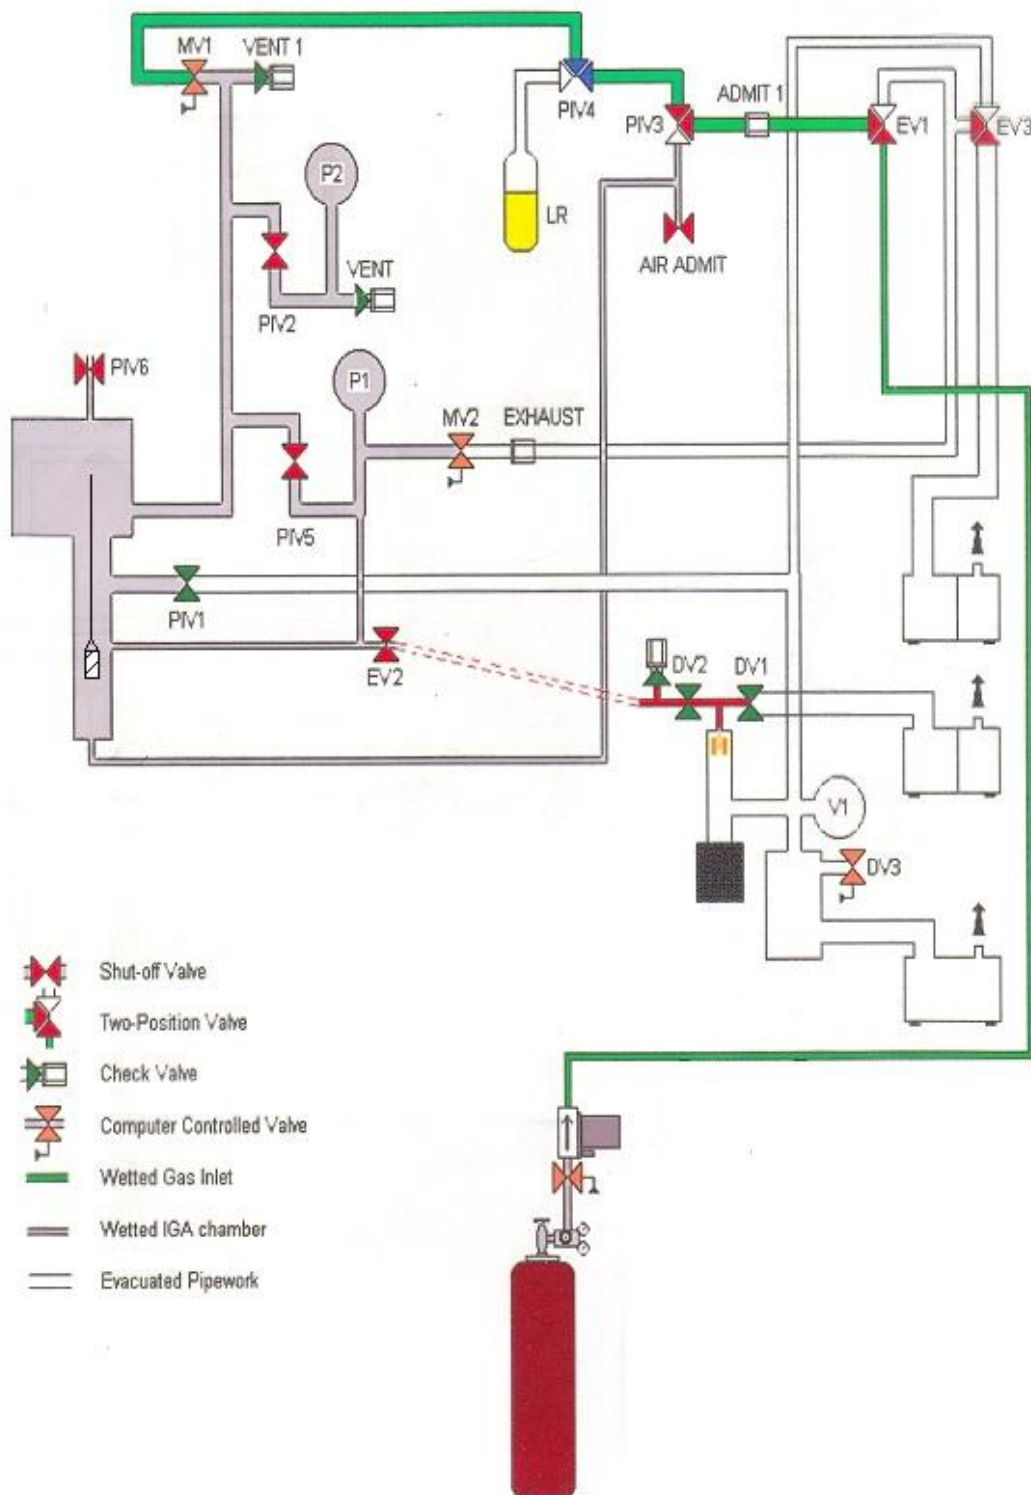 MV1
VENT 1
PIV4
PIV3
ADMIT 1
EV1
EV3
P2
LR
AIR ADMIT
VENT
PIV2
PIV6
P1
MV2
EXHAUST
PIV5
PIV1
EV2
DV2
DV1
V1
DV3
Shut-off Valve
Two-Position Valve
Check Valve
Computer Controlled Valve
Wetted Gas Inlet
Wetted IGA chamber
Evacuated Pipework